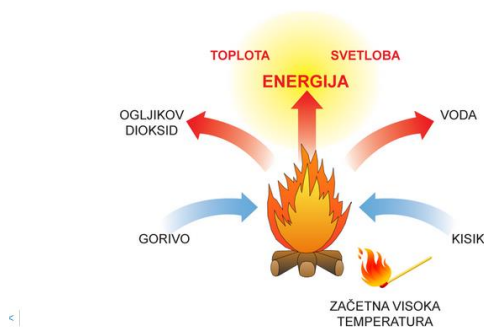 TOPLOTA
SVETLOBA
ENERGIJA
OGLJIKOV
DIOKSID
VODA
GORIVO
KISIK
ZAČETNA VISOKA
TEMPERATURA
<